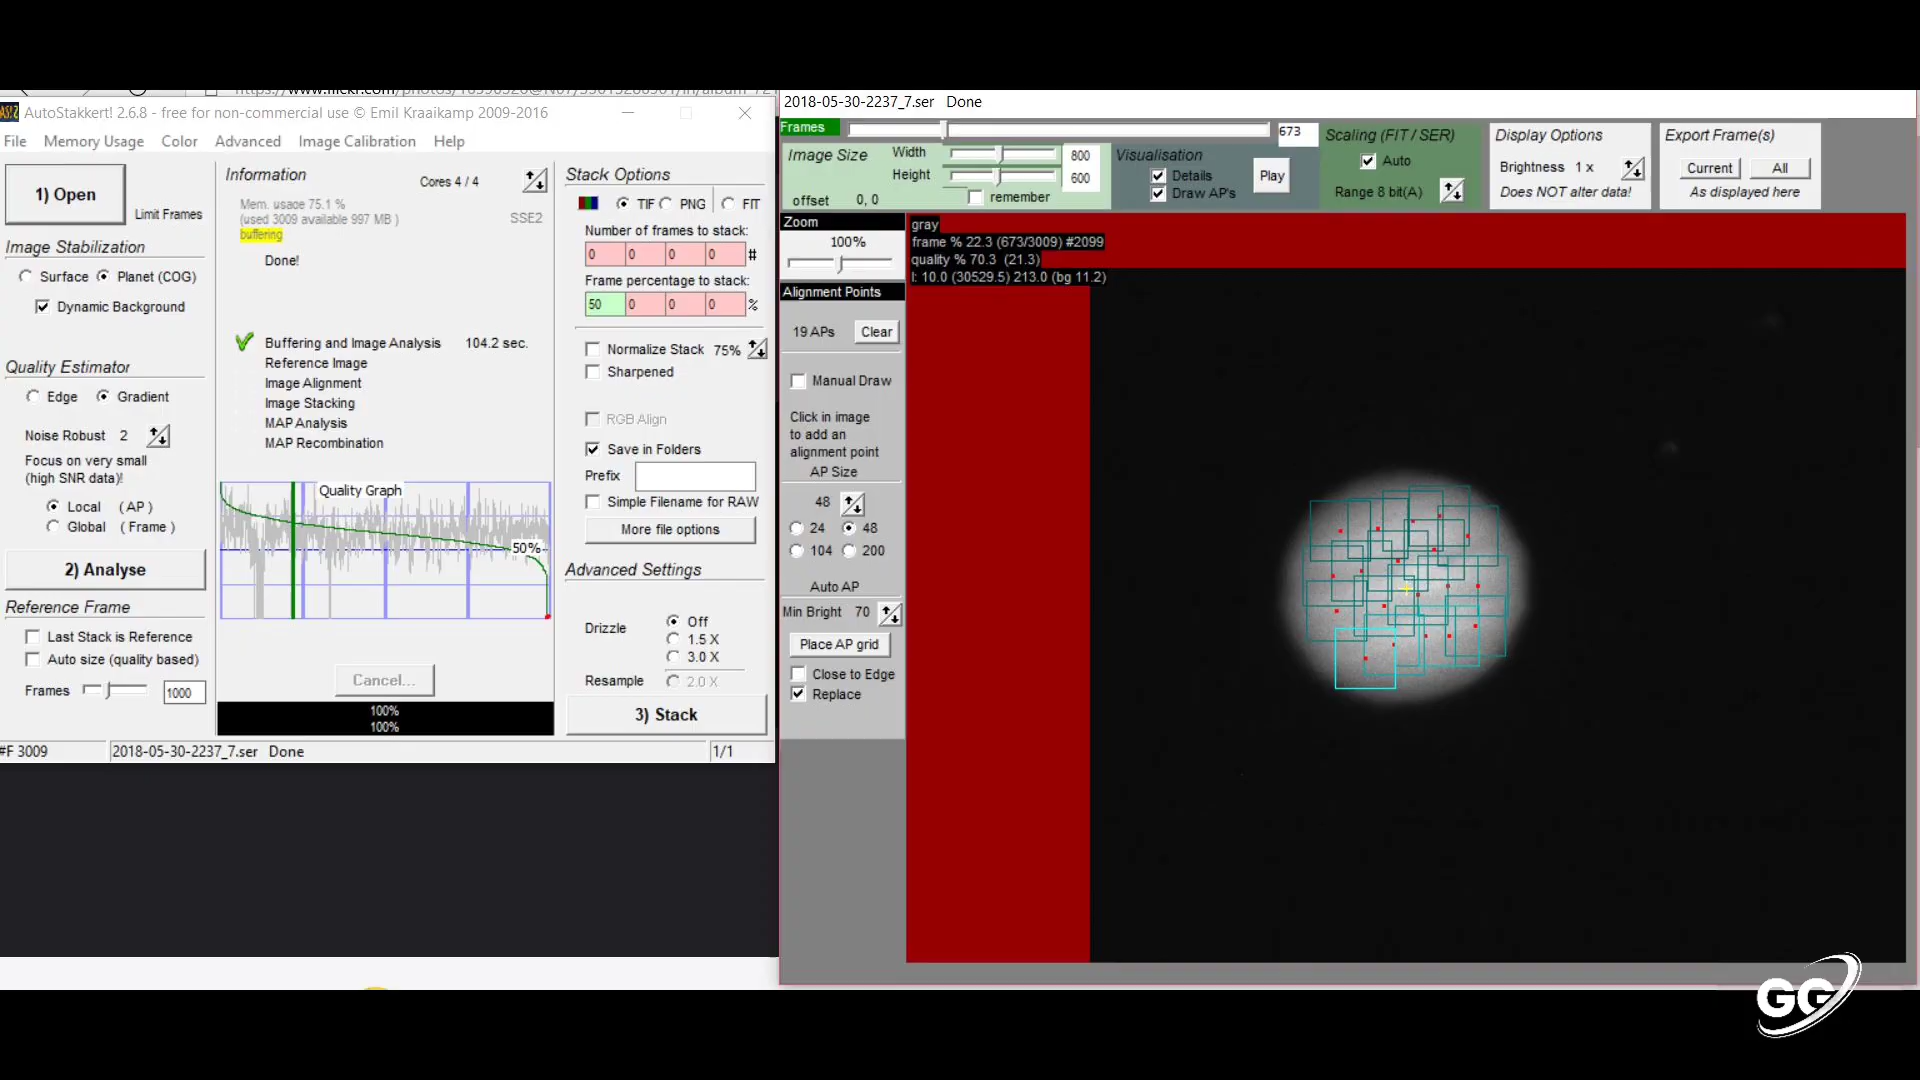 AutoStakkert! 2.6.8 - free for non-commercial use © Emil Kraaikamp 2009-2016
File Memory Usage Color Advanced Image Calibration Help
1) Open
Limit Frames
Image Stabilization
Surface Planet (COG)
Dynamic Background
Quality Estimator
Edge Gradient
Noise Robust 2
Focus on very small
(high SNR data)!
Local (AP)
Global (Frame)
2) Analyse
Reference Frame
Last Stack is Reference
Auto size (quality based)
Frames 1000
#F 3009 2018-05-30-2237_7.ser Done 1/1
Information
Cores 4 / 4
Mem. usage 75.1 %
(used 3009 available 997 MB )
SSE2
buffering
Done!
Buffering and Image Analysis 104.2 sec.
Reference Image
Image Alignment
Image Stacking
MAP Analysis
MAP Recombination
Quality Graph
50%
Cancel...
100%
100%
Stack Options
TIF PNG FIT
Number of frames to stack:
0 0 0 0 #
Frame percentage to stack:
50 0 0 0 %
Normalize Stack 75%
Sharpened
RGB Align
Save in Folders
Prefix
Simple Filename for RAW
More file options
Advanced Settings
Drizzle
Off
1.5 X
3.0 X
Resample 2.0 X
3) Stack
2018-05-30-2237_7.ser Done
Frames 673
Image Size
Width 800
Height 600
offset 0, 0
remember
Visualisation
Details
Draw AP's
Play
Scaling (FIT / SER)
Auto
Range 8 bit(A)
Display Options
Brightness 1 x
Does NOT alter data!
Export Frame(s)
Current All
As displayed here
Zoom
100%
Alignment Points
19 APs Clear
Manual Draw
Click in image
to add an
alignment point
AP Size
48
24 48
104 200
Auto AP
Min Bright 70
Place AP grid
Close to Edge
Replace
gray
frame % 22.3 (673/3009) #2099
quality % 70.3 (21.3)
l: 10.0 (30529.5) 213.0 (bg 11.2)
GG